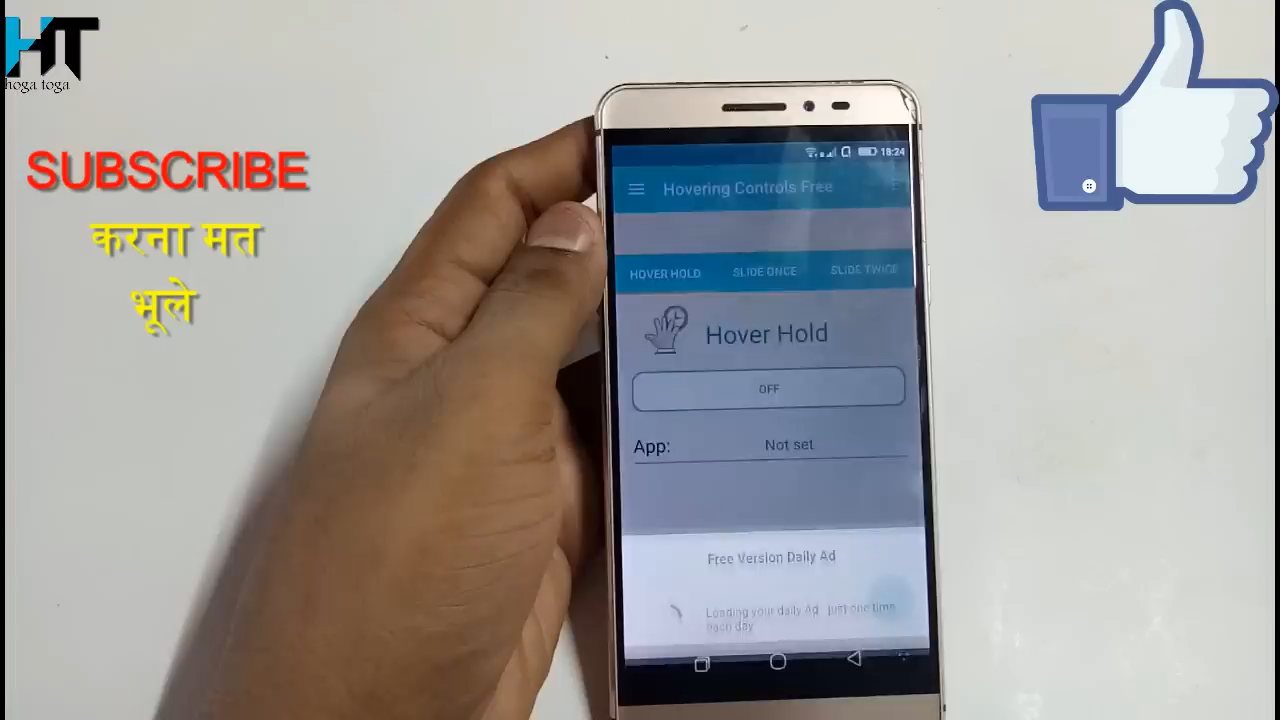 HT
hoga toga
SUBSCRIBE
करना मत
भूले
18:24
Hovering Controls Free
HOVER HOLD SLIDE ONCE SLIDE TWICE
Hover Hold
OFF
App: Not set
Free Version Daily Ad
Loading your daily Ad just one time
each day